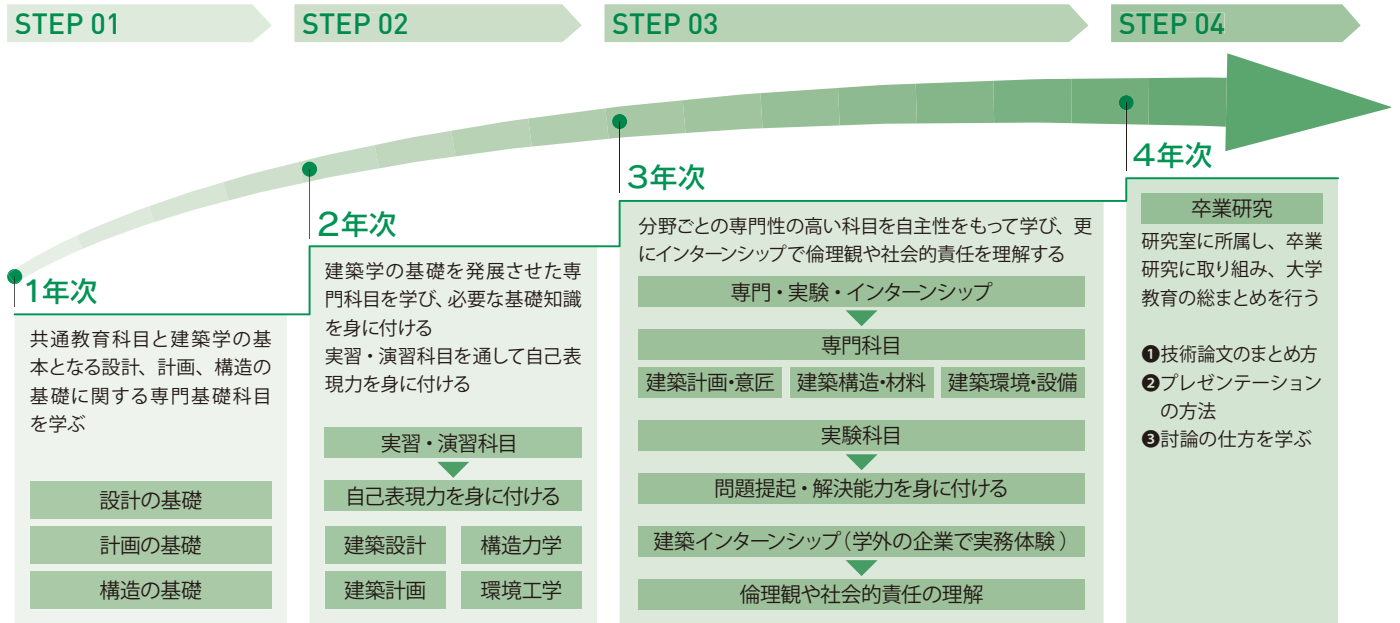 STEP 01
STEP 02
STEP 03
STEP 04
1年次
共通教育科目と建築学の基
本となる設計、計画、構造の
基礎に関する専門基礎科目
を学ぶ
設計の基礎
計画の基礎
構造の基礎
2年次
建築学の基礎を発展させた専
門科目を学び、必要な基礎知識
を身に付ける
実習・演習科目を通して自己表
現力を身に付ける
実習・演習科目
自己表現力を身に付ける
建築設計
構造力学
建築計画
環境工学
3年次
分野ごとの専門性の高い科目を自主性をもって学び、更
にインターンシップで倫理観や社会的責任を理解する
専門・実験・インターンシップ
専門科目
建築計画・意匠
建築構造・材料
建築環境・設備
実験科目
問題提起・解決能力を身に付ける
建築インターンシップ(学外の企業で実務体験)
倫理観や社会的責任の理解
4年次
卒業研究
研究室に所属し、卒業
研究に取り組み、大学
教育の総まとめを行う
❶技術論文のまとめ方
❷プレゼンテーション
の方法
❸討論の仕方を学ぶ